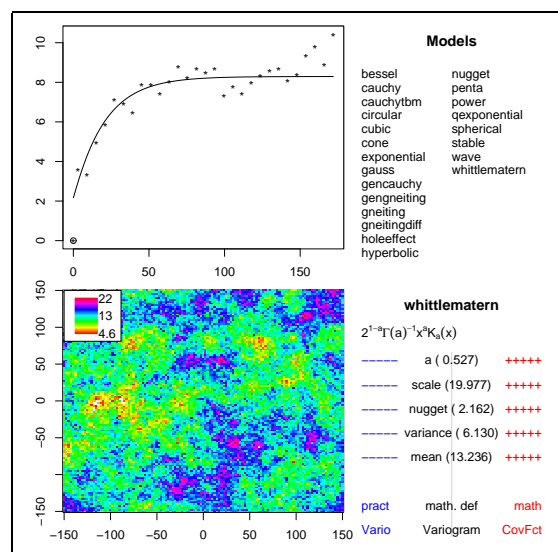 Models
bessel nugget
cauchy penta
cauchytbm power
circular qexponential
cubic spherical
cone stable
exponential wave
gauss whittlematern
gencauchy
gengneiting
gneiting
gneitingdiff
holeeffect
hyperbolic
10
8
6
4
2
0
0 50 100 150
22
13
4.6
150
100
50
0
−50
−100
−150
−150 −100 −50 0 50 100 150
whittlematern
2^{1−a}Γ(a)^{−1}x^{a}K_{a}(x)
−−−−− a ( 0.527) +++++
−−−−− scale (19.977) +++++
−−−−− nugget ( 2.162) +++++
−−−−− variance ( 6.130) +++++
−−−−− mean (13.236) +++++
pract math. def math
Vario Variogram CovFct